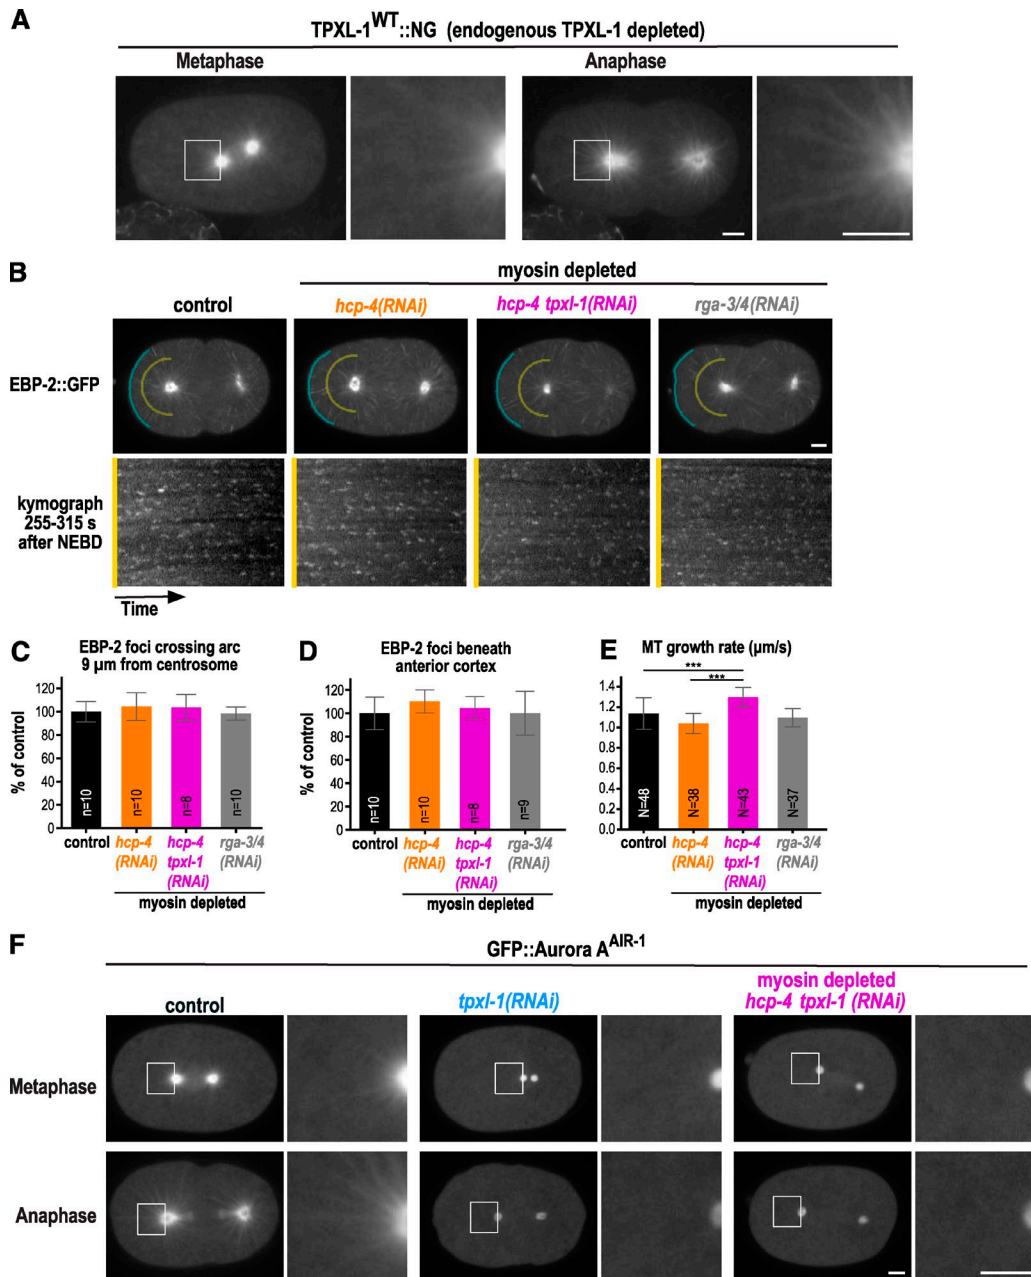 A
TPXL-1WT::NG (endogenous TPXL-1 depleted)
Metaphase
Anaphase
B
myosin depleted
control
hcp-4(RNAi)
hcp-4 tpxl-1(RNAi)
rga-3/4(RNAi)
EBP-2::GFP
kymograph
255-315 s
after NEBD
Time
C
EBP-2 foci crossing arc
9 µm from centrosome
% of control
120
100
80
60
40
20
0
n=10
n=10
n=8
n=10
control
hcp-4
(RNAi)
hcp-4
tpxl-1
(RNAi)
rga-3/4
(RNAi)
myosin depleted
D
EBP-2 foci beneath
anterior cortex
% of control
120
100
80
60
40
20
0
n=10
n=10
n=8
n=9
control
hcp-4
(RNAi)
hcp-4
tpxl-1
(RNAi)
rga-3/4
(RNAi)
myosin depleted
E
MT growth rate (µm/s)
***
***
1.4
1.2
1.0
0.8
0.6
0.4
0.2
0.0
N=48
N=38
N=43
N=37
control
hcp-4
(RNAi)
hcp-4
tpxl-1
(RNAi)
rga-3/4
(RNAi)
myosin depleted
F
GFP::Aurora AAIR-1
control
tpxl-1(RNAi)
myosin depleted
hcp-4 tpxl-1 (RNAi)
Metaphase
Anaphase